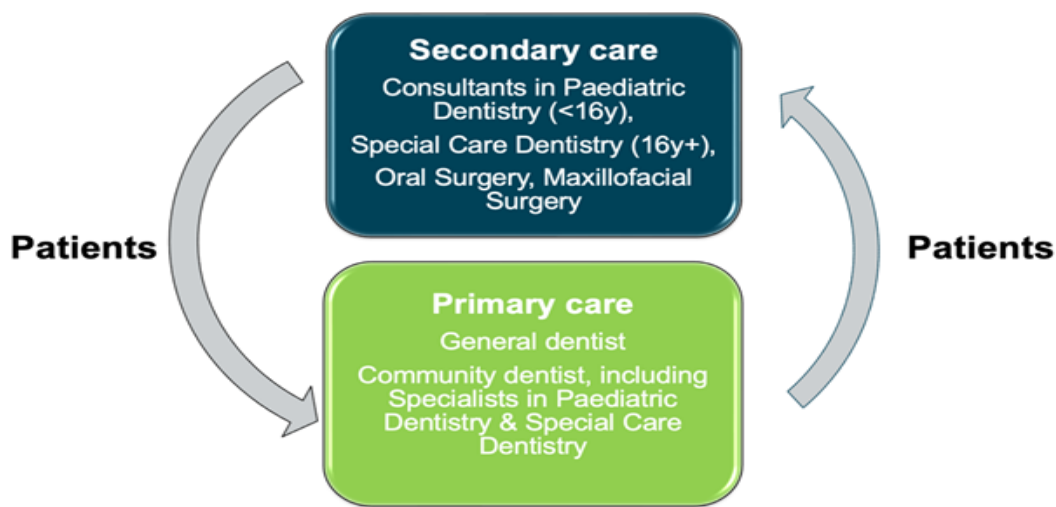 Secondary care
Consultants in Paediatric
Dentistry (<16y),
Special Care Dentistry (16y+),
Oral Surgery, Maxillofacial
Surgery
Patients
Patients
Primary care
General dentist
Community dentist, including
Specialists in Paediatric
Dentistry & Special Care
Dentistry